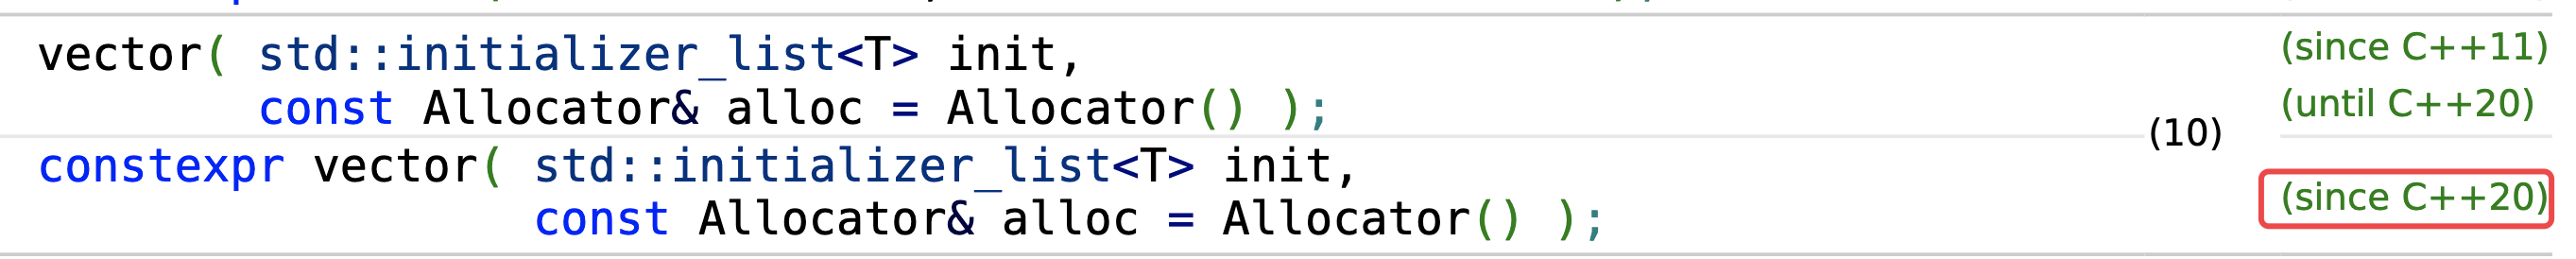 vector( std::initializer_list<T> init, (since C++11)
const Allocator& alloc = Allocator() ); (until C++20)
(10)
constexpr vector( std::initializer_list<T> init,
const Allocator& alloc = Allocator() ); (since C++20)